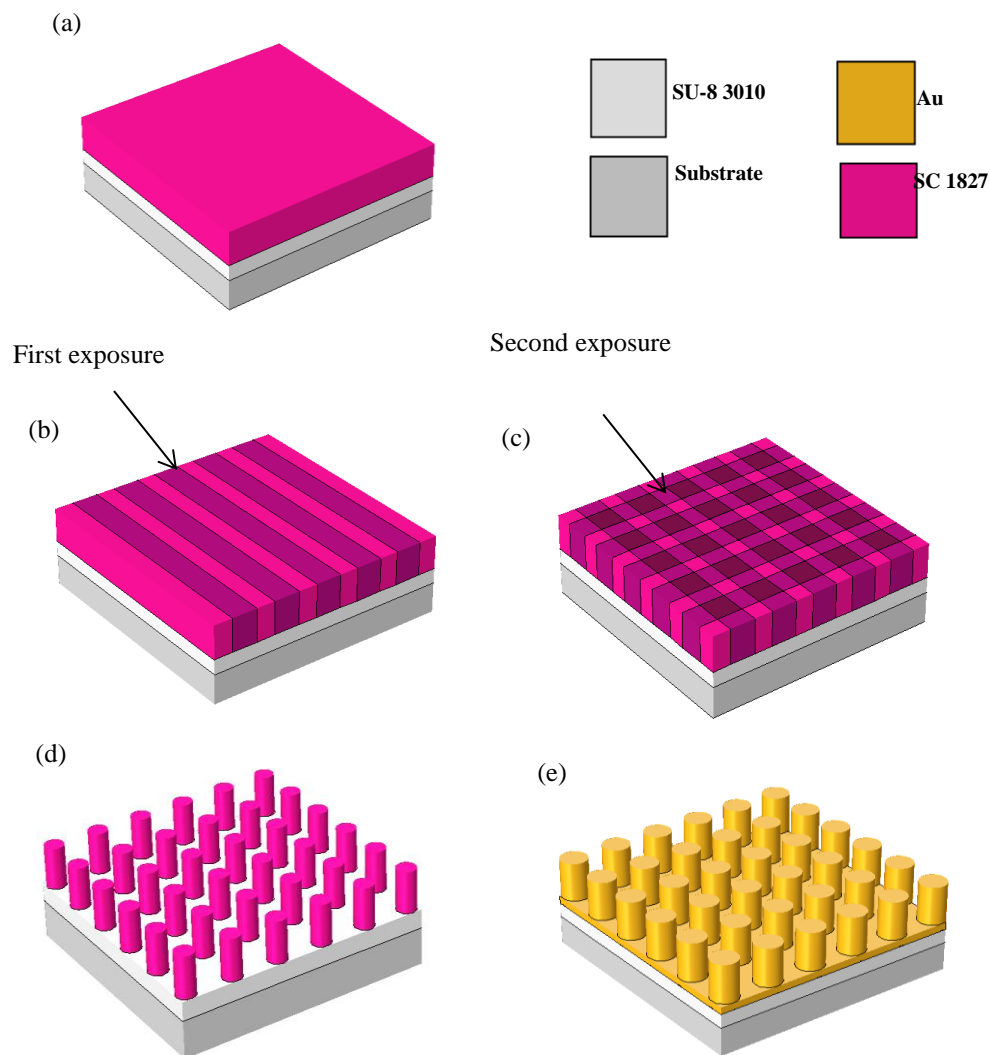 (a)
SU-8 3010
Au
Substrate
SC 1827
First exposure
Second exposure
(b)
(c)
(d)
(e)